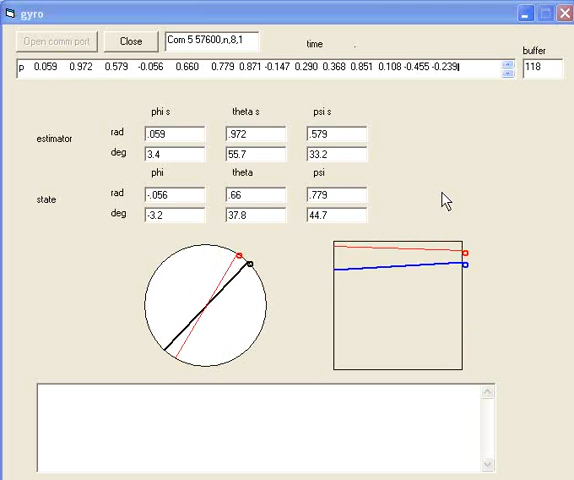 gyro
Open comm port Close Com 5 57600,n,8,1 time .
buffer
p 0.059 0.972 0.579 -0.056 0.660 0.779 0.871 -0.147 0.290 0.368 0.851 0.108 -0.455 -0.239 118
phi s theta s psi s
estimator rad .059 .972 .579
deg 3.4 55.7 33.2
phi theta psi
state rad -.056 .66 .779
deg -3.2 37.8 44.7